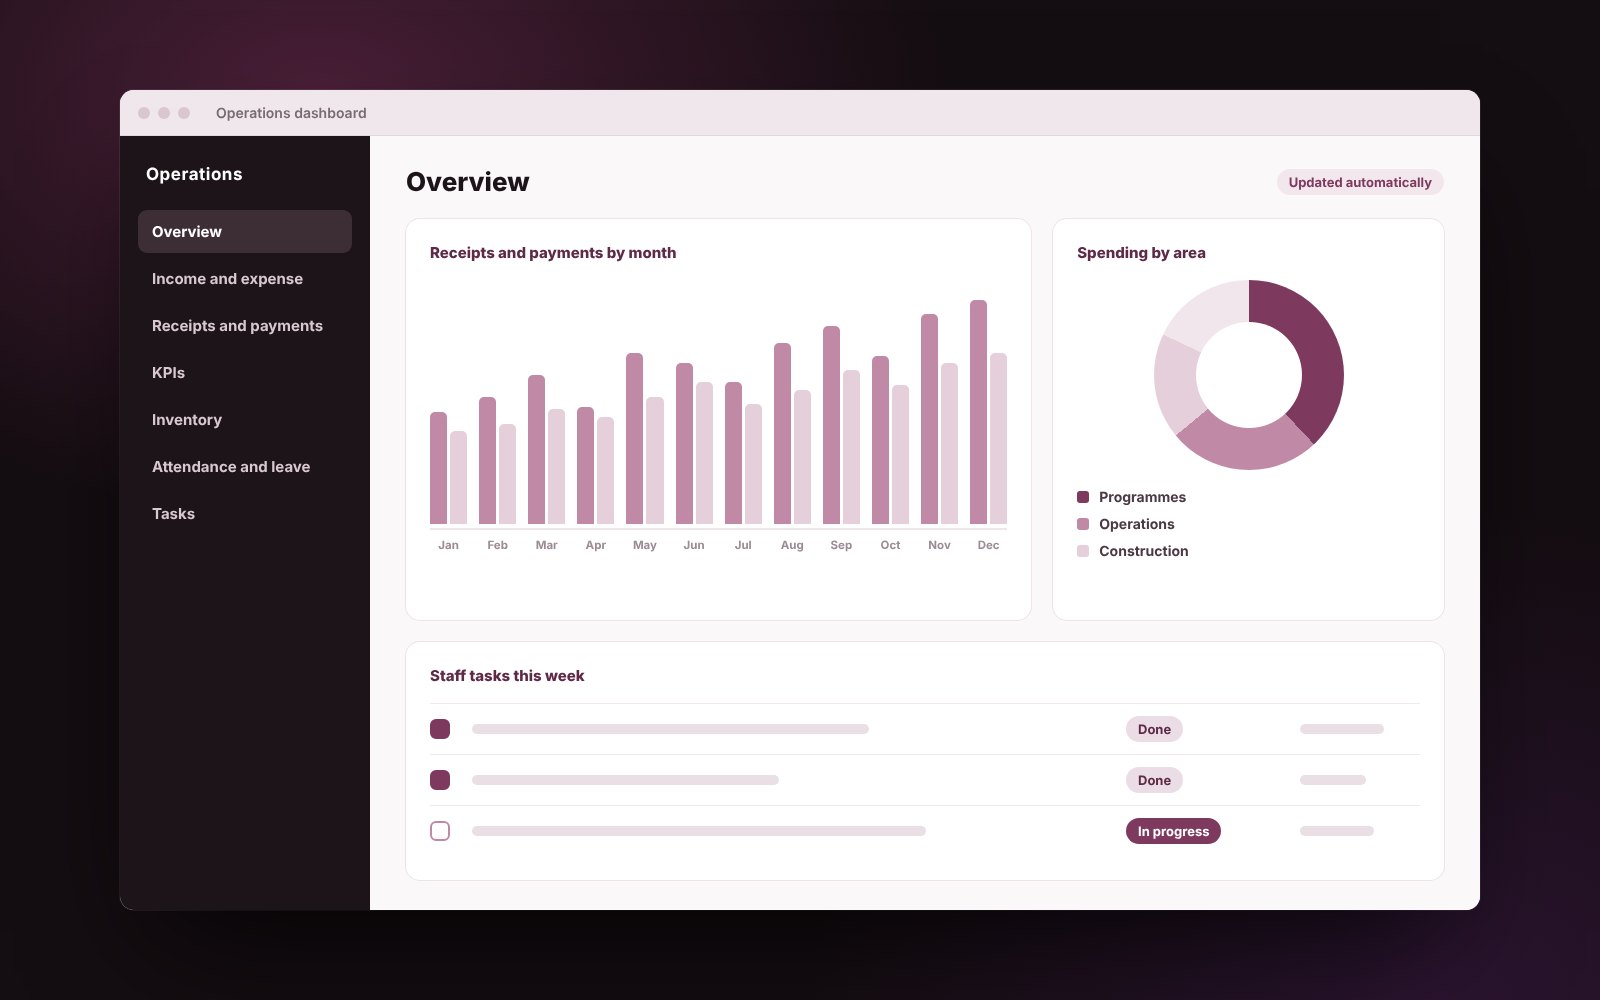 Operations dashboard
Operations
Overview
Income and expense
Receipts and payments
KPIs
Inventory
Attendance and leave
Tasks
Overview
Updated automatically
Receipts and payments by month
Jan Feb Mar Apr May Jun Jul Aug Sep Oct Nov Dec
Spending by area
Programmes
Operations
Construction
Staff tasks this week
Done
Done
In progress